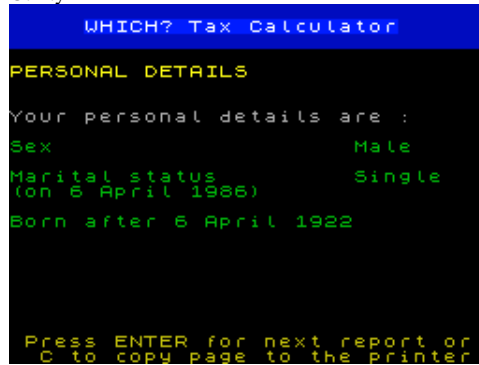 WHICH? Tax Calculator
PERSONAL DETAILS
Your personal details are :
Sex Male
Marital status Single
(on 6 April 1986)
Born after 6 April 1922
Press ENTER for next report or
C to copy page to the printer